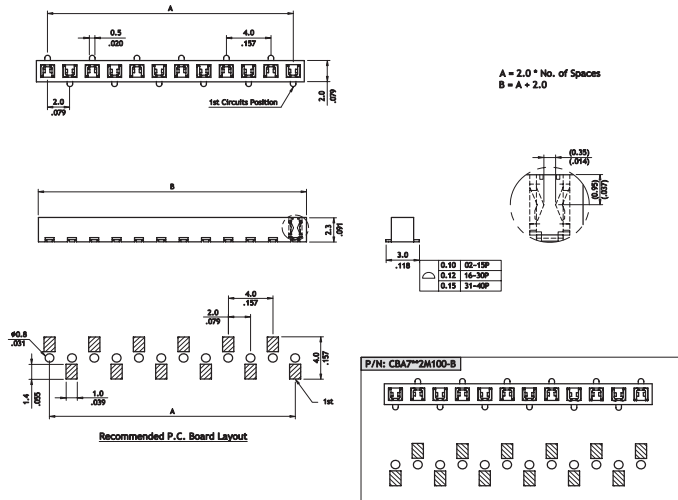 A
0.5
.020
4.0
.157
2.0
.079
1st Circuits Position
2.0
.079
A = 2.0 * No. of Spaces
B = A + 2.0
(0.35)
(.014)
(0.95)
(.037)
B
2.3
.091
3.0
.118
0.10 02~15P
0.12 16~30P
0.15 31~40P
4.0
.157
2.0
.079
ø0.8
.031
4.0
.157
1.4
.055
1.0
.039
A
1st
Recommended P.C. Board Layout
P/N: CBA7**2M100-B